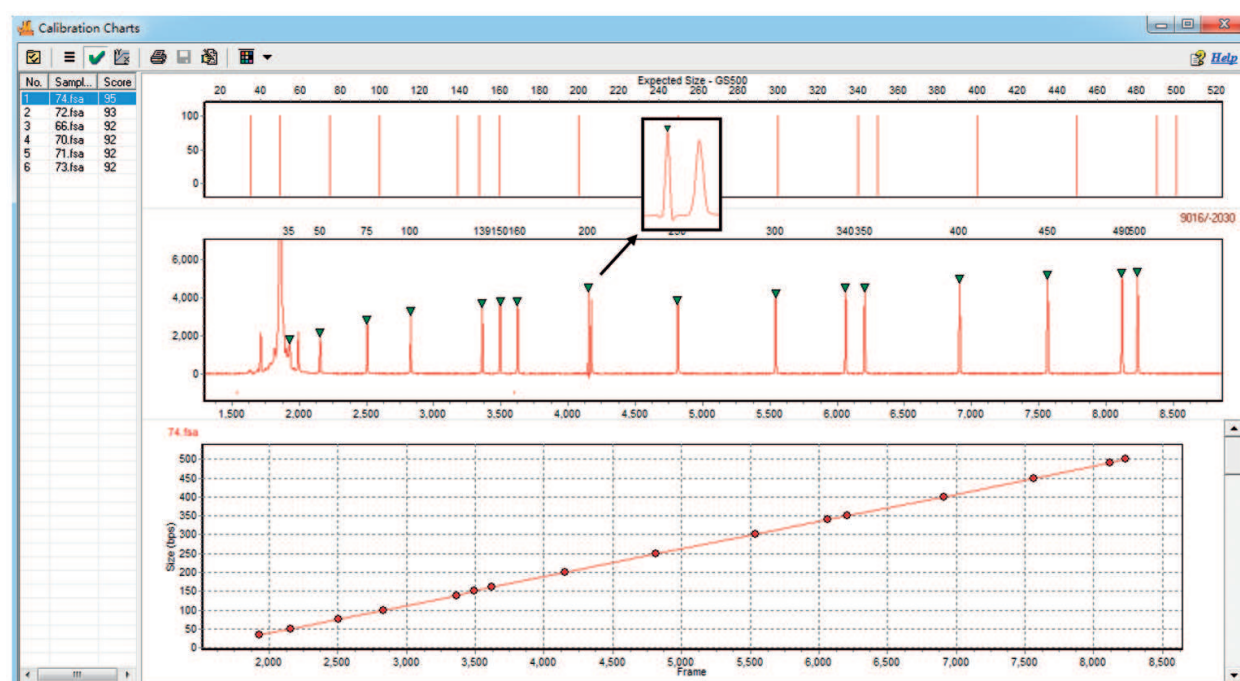 Calibration Charts
Help
No. Sampl... Score
1 74.fsa 95
2 72.fsa 93
3 66.fsa 92
4 70.fsa 92
5 71.fsa 92
6 73.fsa 92
Expected Size - GS500
20 40 60 80 100 120 140 160 180 200 220 240 260 280 300 320 340 360 380 400 420 440 460 480 500 520
100
50
0
9016/-2030
35 50 75 100 139150160 200 250 300 340350 400 450 490500
6,000
4,000
2,000
0
1,500 2,000 2,500 3,000 3,500 4,000 4,500 5,000 5,500 6,000 6,500 7,000 7,500 8,000 8,500
74.fsa
Size (bps)
500
450
400
350
300
250
200
150
100
50
0
2,000 2,500 3,000 3,500 4,000 4,500 5,000 5,500 6,000 6,500 7,000 7,500 8,000 8,500
Frame